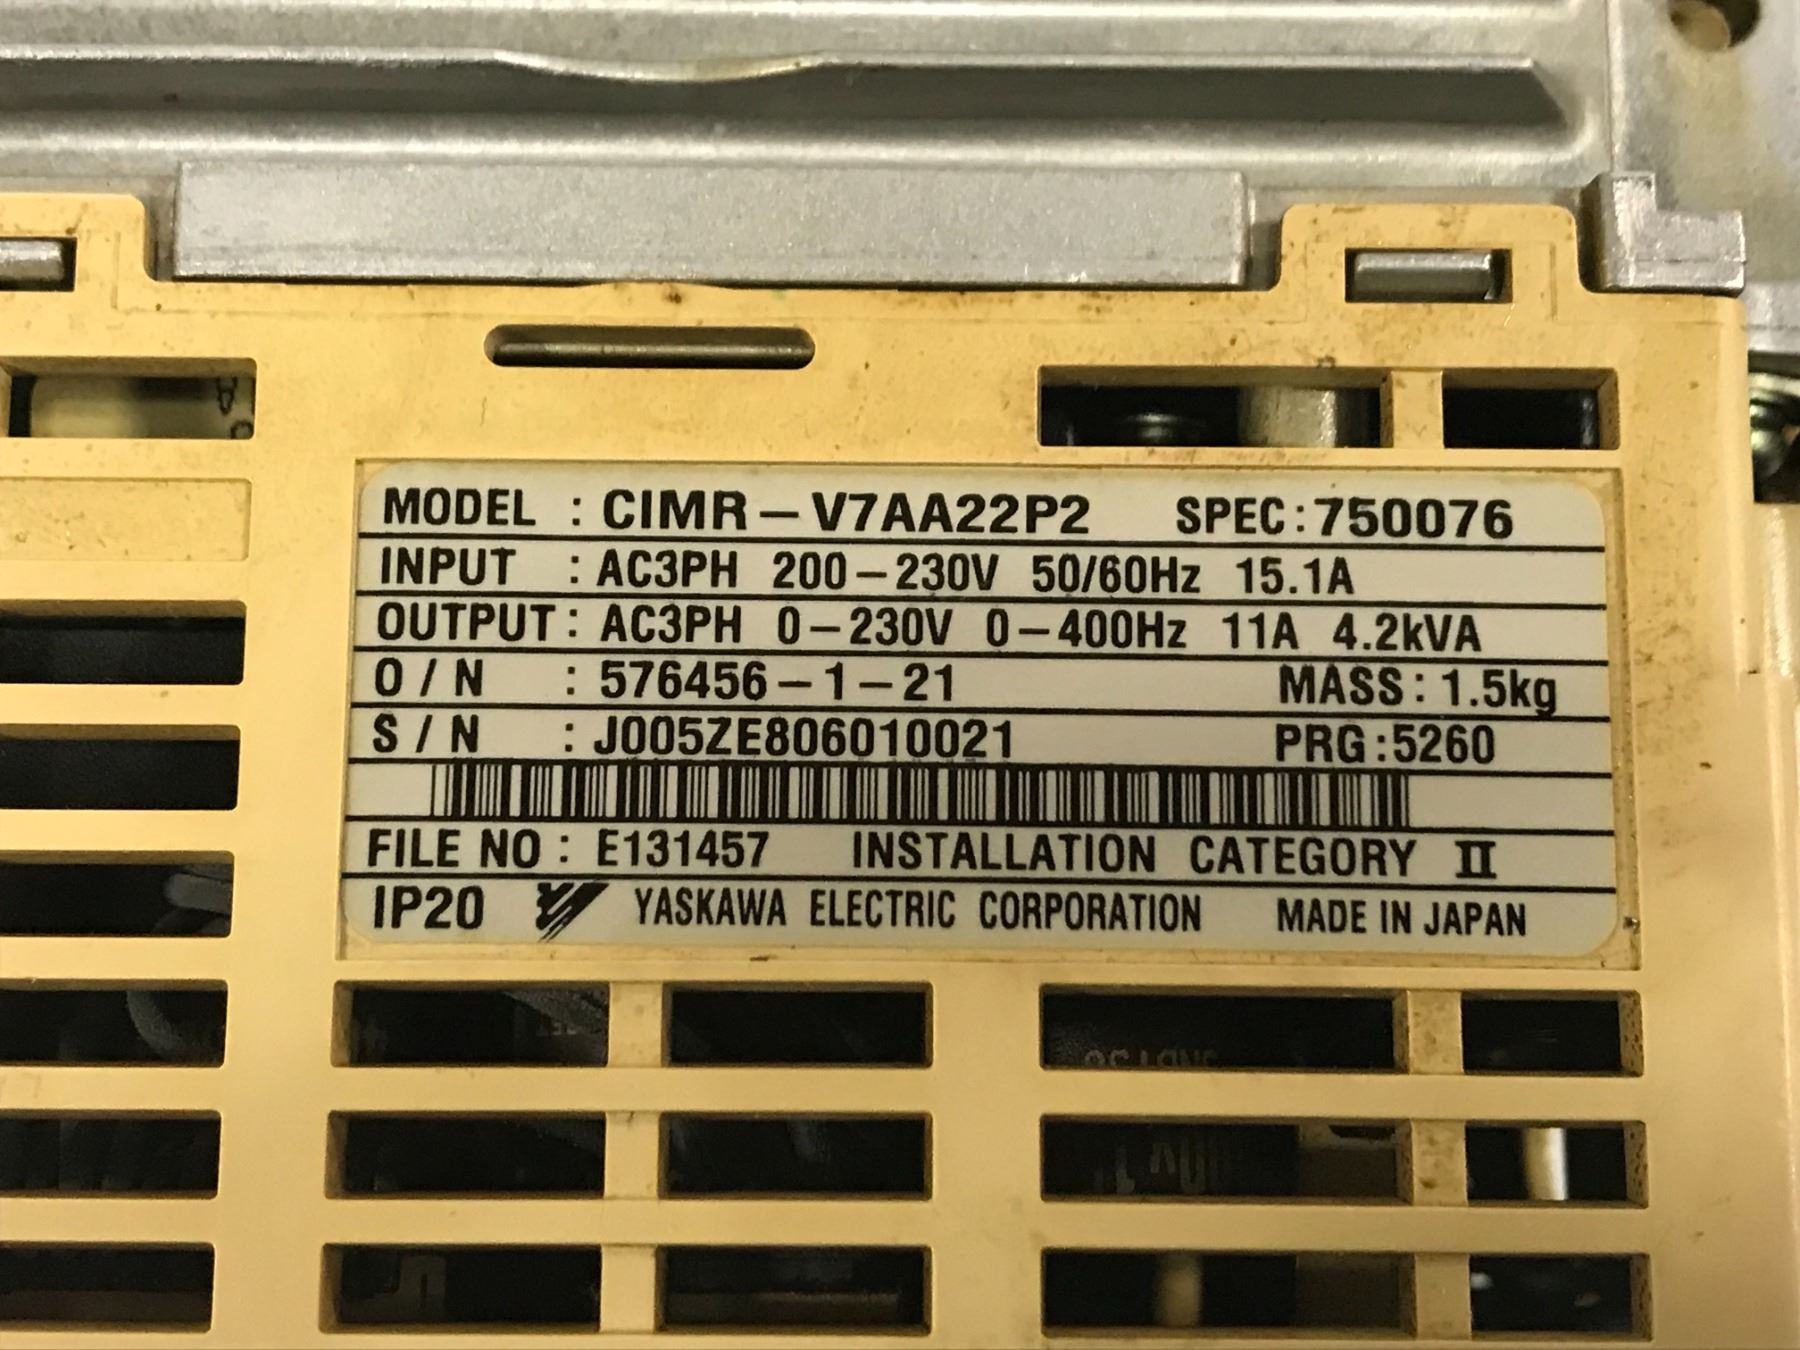 MODEL : CIMR-V7AA22P2 SPEC:750076
INPUT : AC3PH 200-230V 50/60Hz 15.1A
OUTPUT: AC3PH 0-230V 0-400Hz 11A 4.2kVA
O/N : 576456-1-21 MASS: 1.5kg
S/N : J005ZE806010021 PRG:5260
FILE NO: E131457 INSTALLATION CATEGORY II
IP20 YASKAWA ELECTRIC CORPORATION MADE IN JAPAN